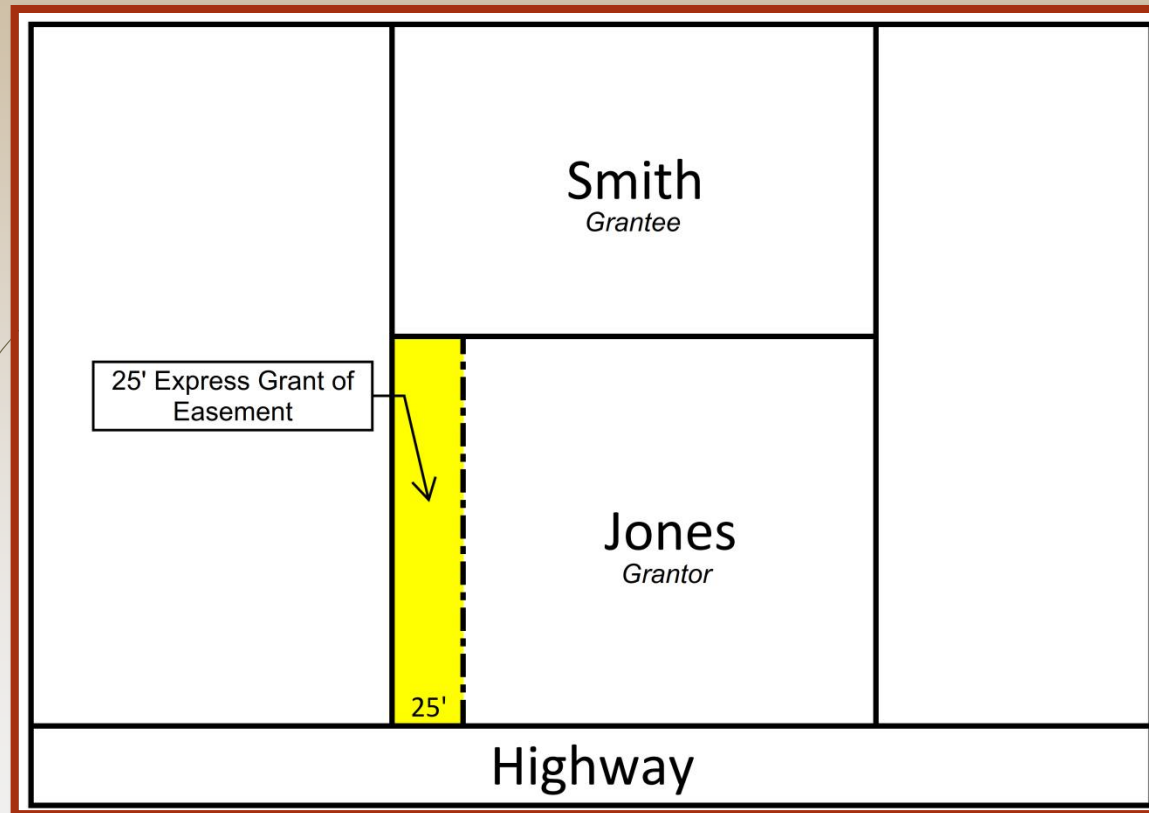 Smith
Grantee
25' Express Grant of
Easement
Jones
Grantor
25'
Highway